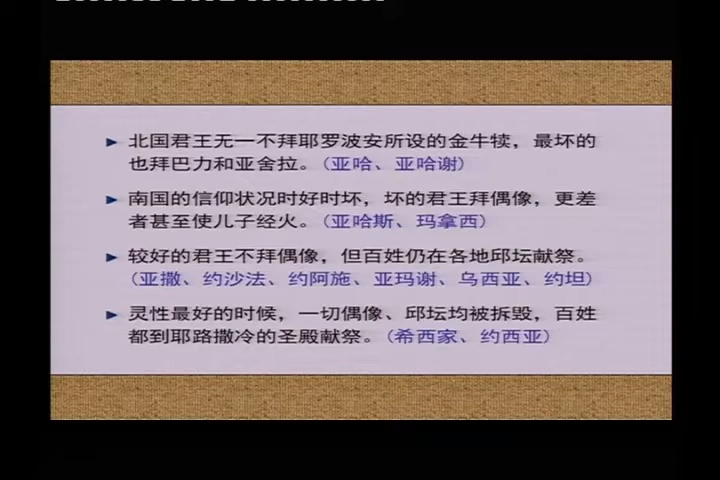 北国君王无一不拜耶罗波安所设的金牛犊，最坏的
也拜巴力和亚舍拉。(亚哈、亚哈谢)
南国的信仰状况时好时坏，坏的君王拜偶像，更差
者甚至使儿子经火。(亚哈斯、玛拿西)
较好的君王不拜偶像，但百姓仍在各地邱坛献祭。
(亚撒、约沙法、约阿施、亚玛谢、乌西亚、约坦)
灵性最好的时候，一切偶像、邱坛均被拆毁，百姓
都到耶路撒冷的圣殿献祭。(希西家、约西亚)